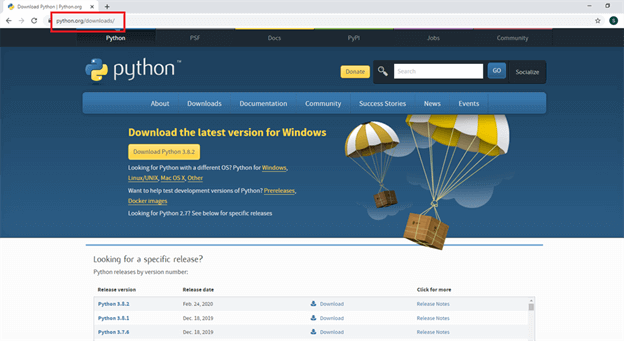 Download Python | Python.org
python.org/downloads/
S
Python PSF Docs PyPI Jobs Community
python™
Donate Search GO Socialize
About Downloads Documentation Community Success Stories News Events
Download the latest version for Windows
Download Python 3.8.2
Looking for Python with a different OS? Python for Windows,
Linux/UNIX, Mac OS X, Other
Want to help test development versions of Python? Prereleases,
Docker images
Looking for Python 2.7? See below for specific releases
Looking for a specific release?
Python releases by version number:
Release version Release date Click for more
Python 3.8.2 Feb. 24, 2020 Download Release Notes
Python 3.8.1 Dec. 18, 2019 Download Release Notes
Python 3.7.6 Dec. 18, 2019 Download Release Notes